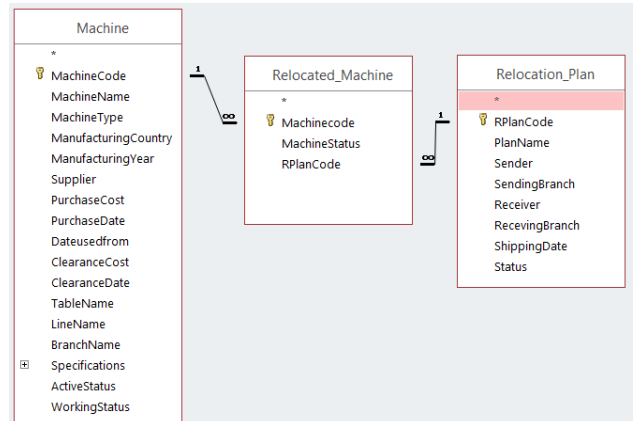 Machine
*
MachineCode
MachineName
MachineType
ManufacturingCountry
ManufacturingYear
Supplier
PurchaseCost
PurchaseDate
Dateusedfrom
ClearanceCost
ClearanceDate
TableName
LineName
BranchName
Specifications
ActiveStatus
WorkingStatus
1
∞
Relocated_Machine
*
Machinecode
MachineStatus
RPlanCode
1
∞
Relocation_Plan
*
RPlanCode
PlanName
Sender
SendingBranch
Receiver
RecevingBranch
ShippingDate
Status